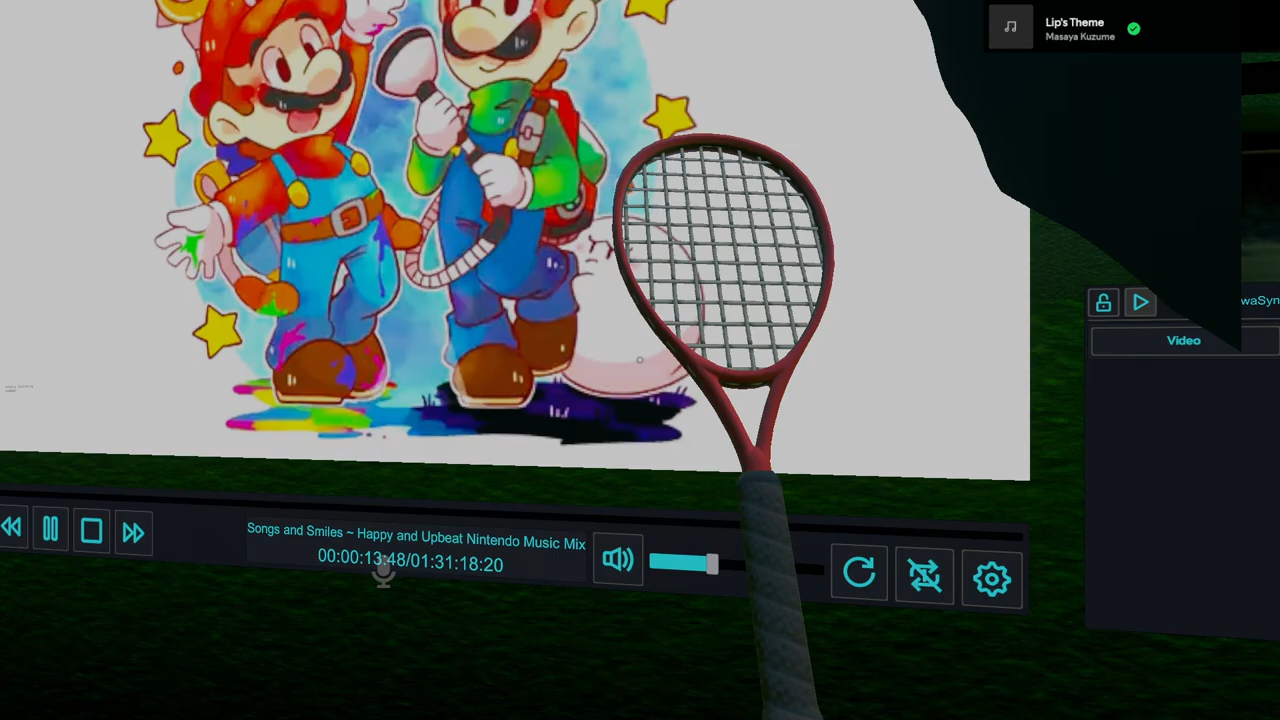 Lip's Theme
Masaya Kuzume
waSyn
Video
Songs and Smiles ~ Happy and Upbeat Nintendo Music Mix
00:00:13:48/01:31:18:20